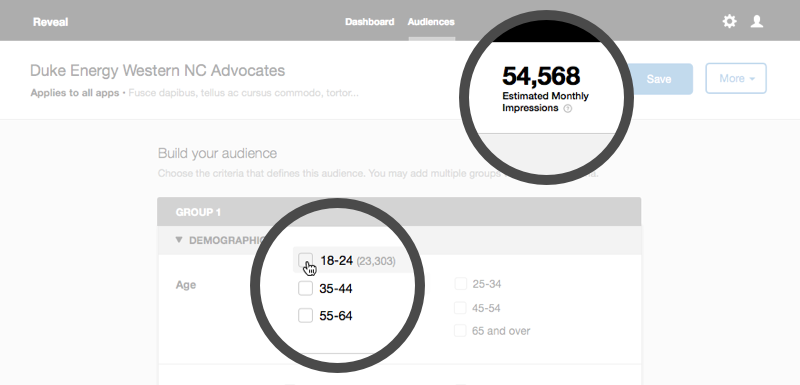 Reveal
Dashboard Audiences
54,568
Estimated Monthly
Impressions ?
Save
More
Duke Energy Western NC Advocates
Applies to all apps • Fusce dapibus, tellus ac cursus commodo, tortor...
Build your audience
Choose the criteria that defines this audience. You may add multiple groups
GROUP 1
DEMOGRAPHIC
Age
18-24 (23,303)
25-34
35-44
45-54
55-64
65 and over